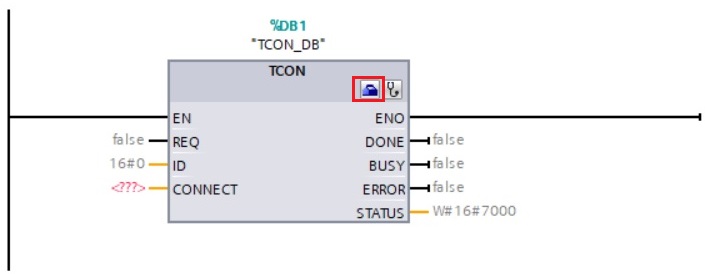 %DB1
"TCON_DB"
TCON
EN ENO
false REQ DONE false
16#0 ID BUSY false
<???> CONNECT ERROR false
STATUS W#16#7000